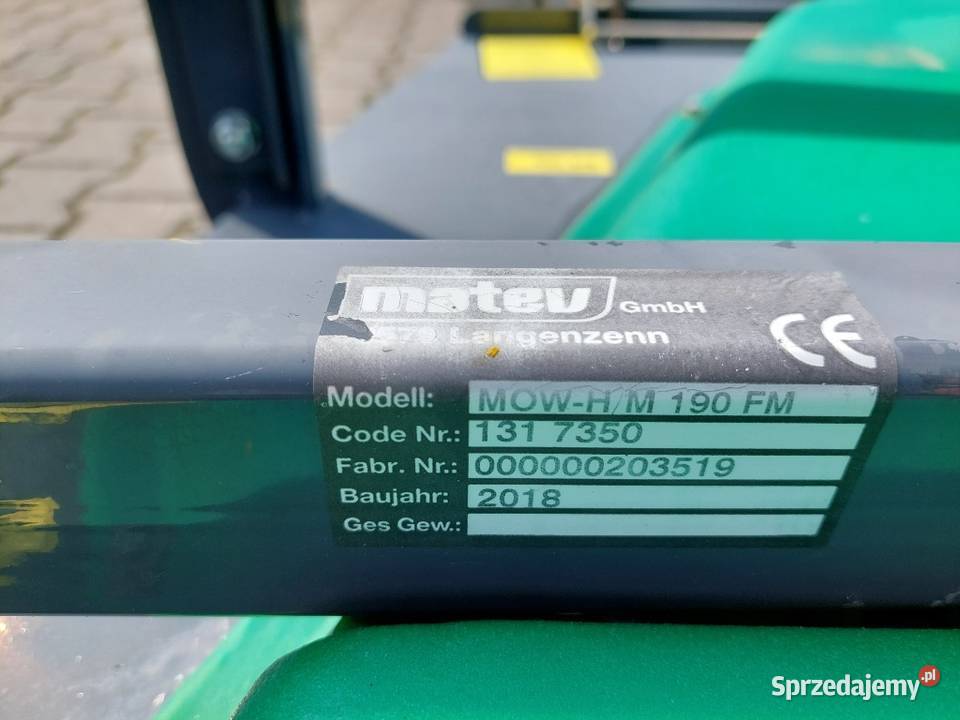 matev GmbH
579 Langenzenn
CE
Modell: MOW-H/M 190 FM
Code Nr.: 131 7350
Fabr. Nr.: 000000203519
Baujahr: 2018
Ges Gew.:
Sprzedajemy.pl